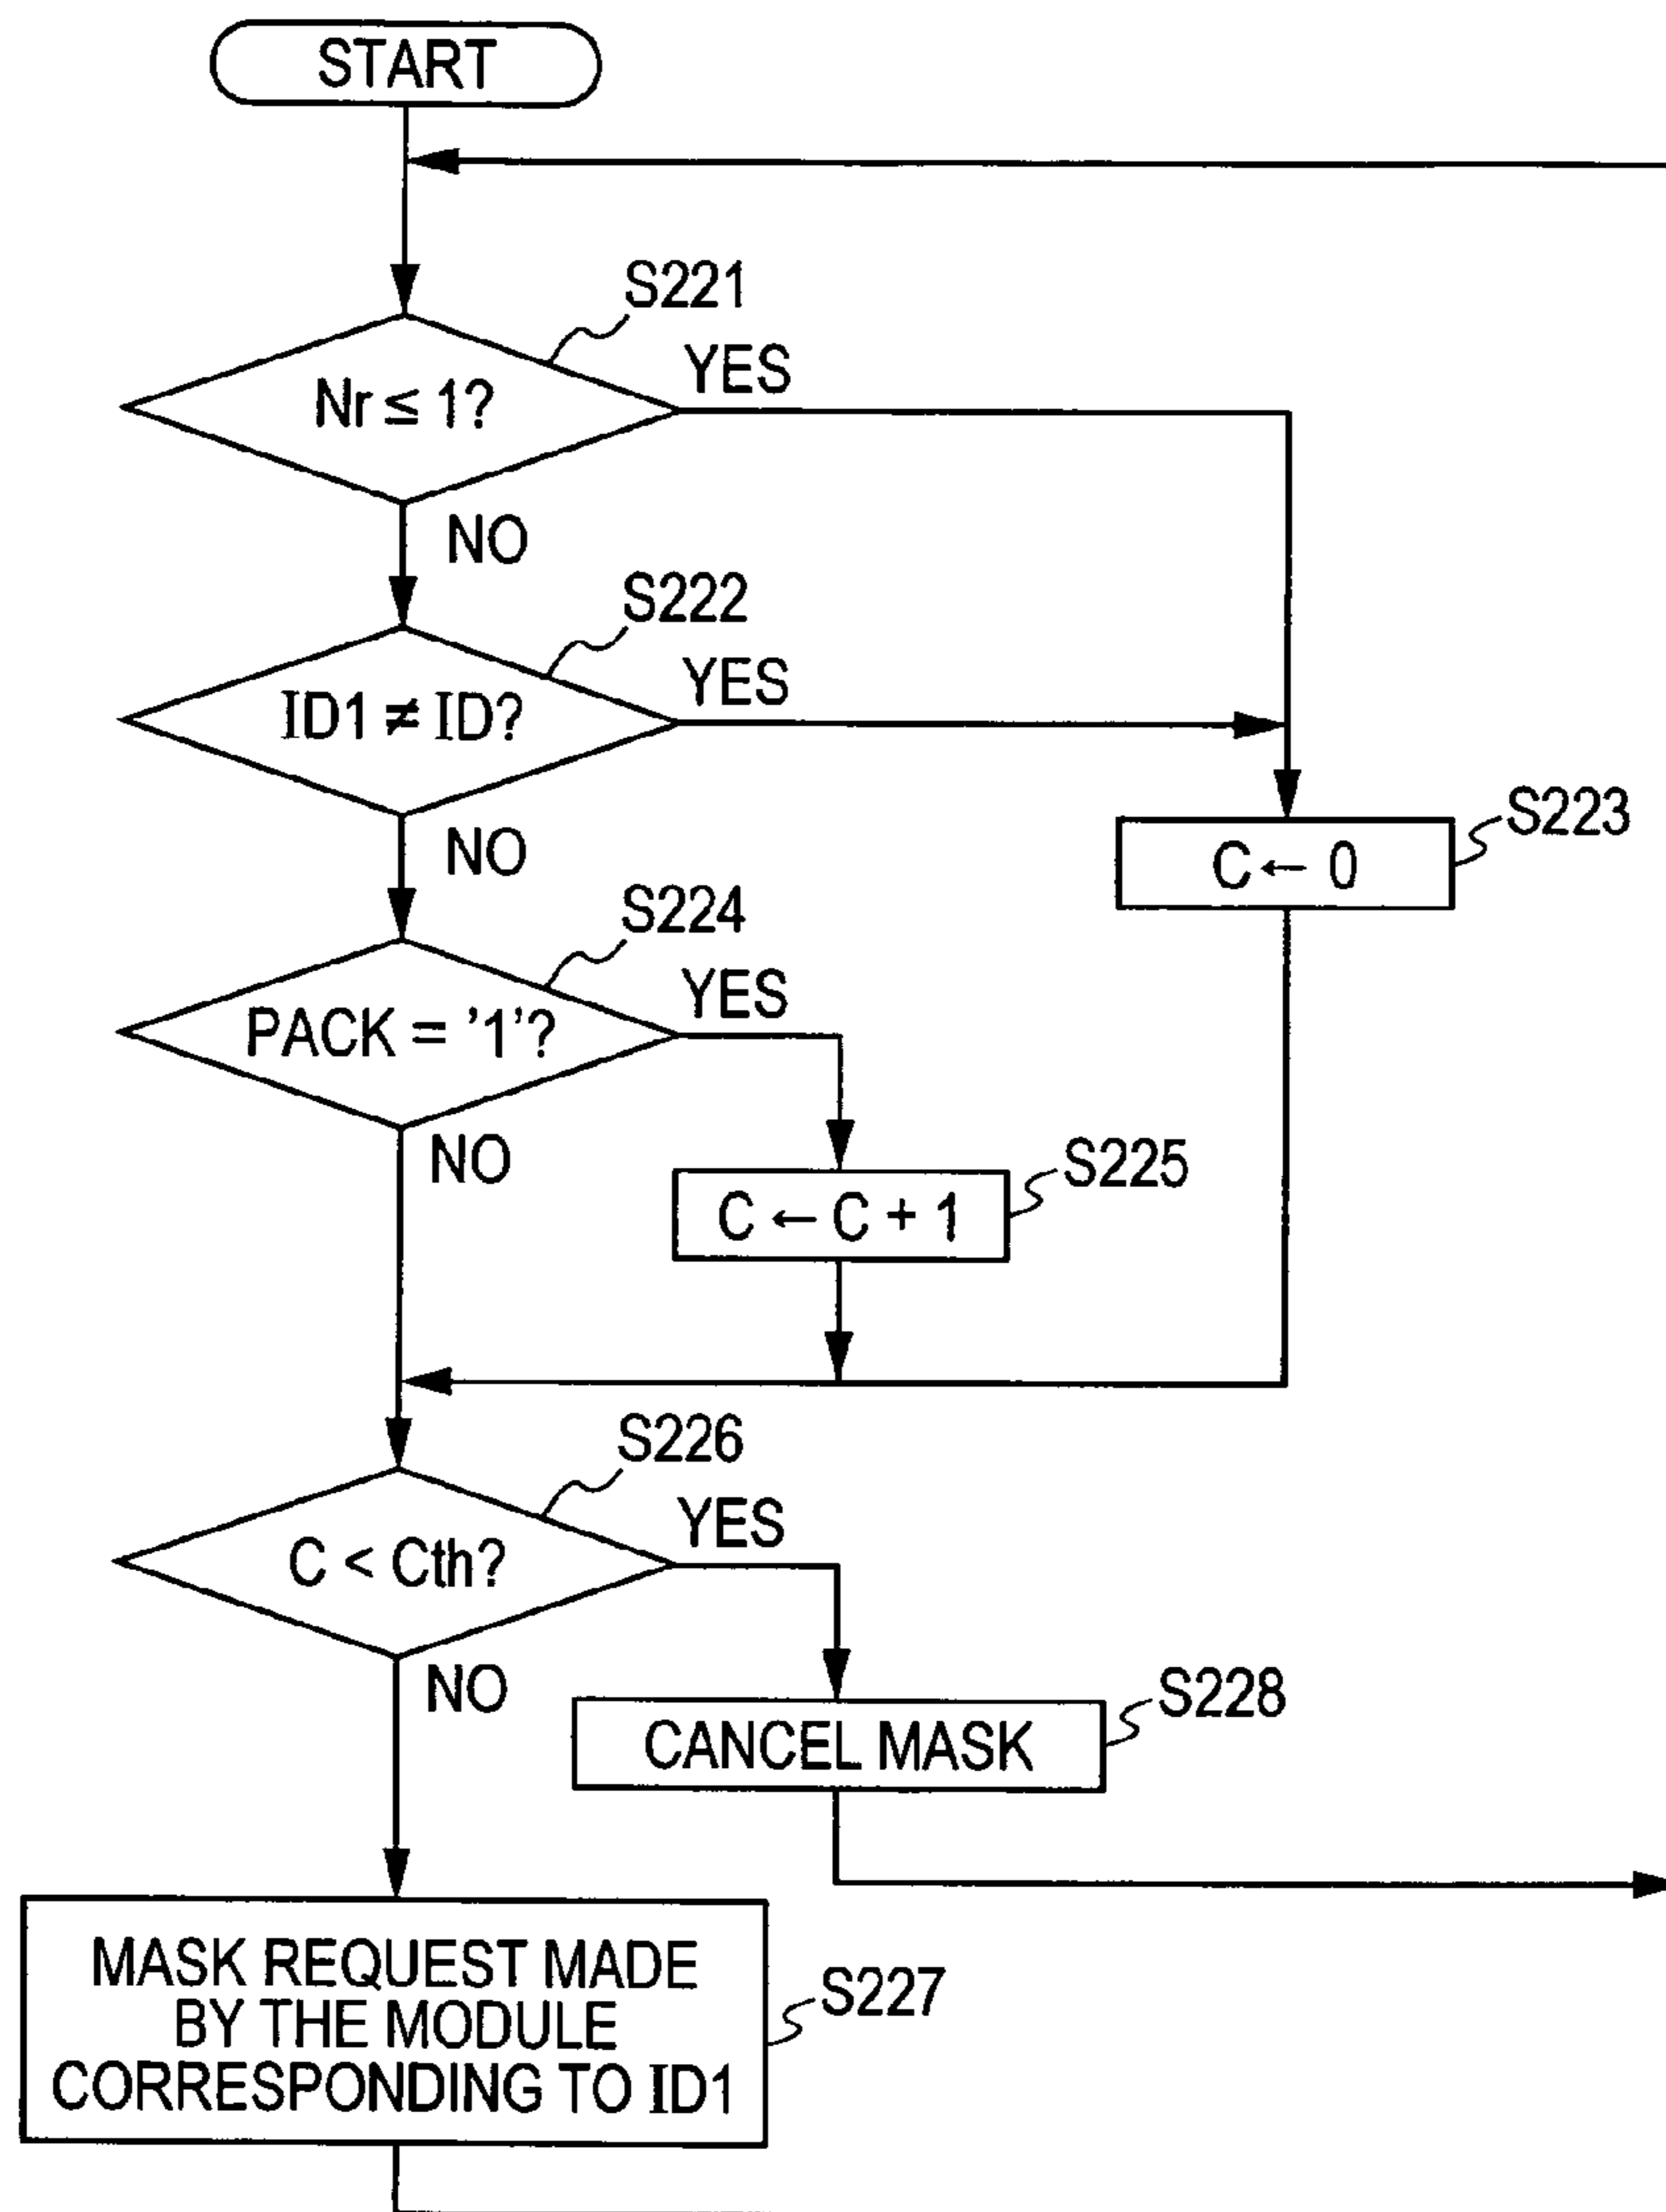 START
S221
Nr ≤ 1?
YES
NO
S222
ID1 ≠ ID?
YES
NO
S223
C ← 0
S224
PACK = '1'?
YES
NO
S225
C ← C + 1
S226
C < Cth?
YES
NO
S228
CANCEL MASK
MASK REQUEST MADE
BY THE MODULE
CORRESPONDING TO ID1
S227